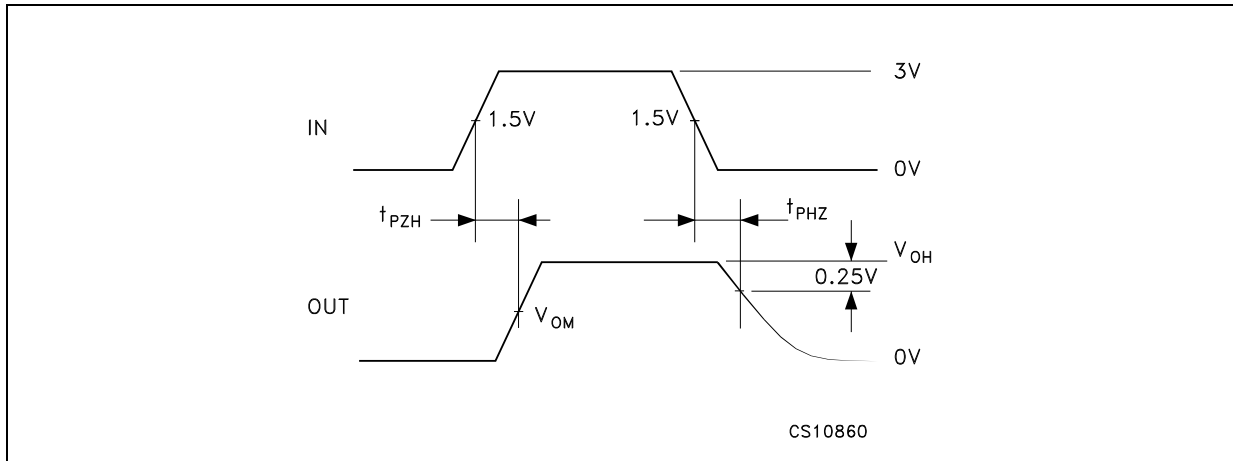 3V
IN
1.5V
1.5V
0V
tPZH
tPHZ
VOH
0.25V
OUT
VOM
0V
CS10860